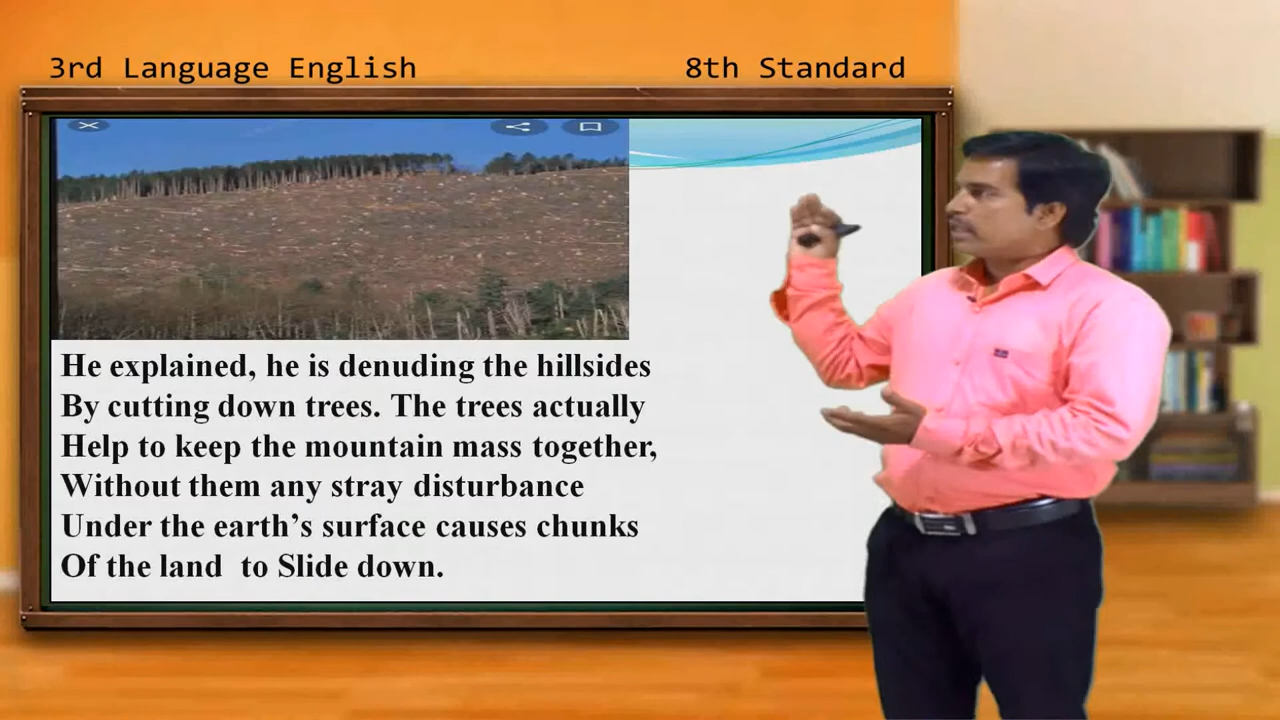 3rd Language English
8th Standard
He explained, he is denuding the hillsides
By cutting down trees. The trees actually
Help to keep the mountain mass together,
Without them any stray disturbance
Under the earth’s surface causes chunks
Of the land  to Slide down.